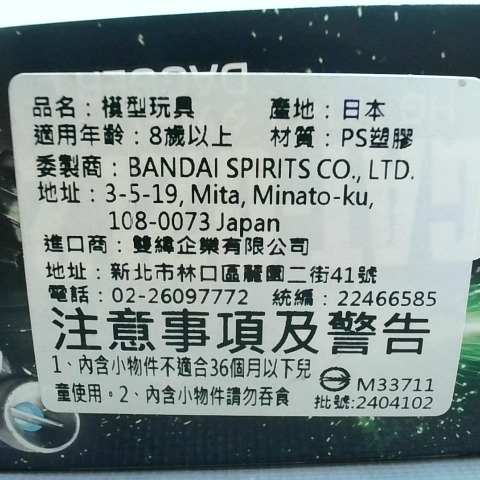 品名：模型玩具 產地：日本
適用年齡：8歲以上 材質：PS塑膠
委製商：BANDAI SPIRITS CO., LTD.
地址：3-5-19, Mita, Minato-ku,
108-0073 Japan
進口商：雙緯企業有限公司
地址：新北市林口區麗園二街41號
電話：02-26097772 統編：22466585
注意事項及警告
1、內含小物件不適合36個月以下兒
童使用。2、內含小物件請勿吞食
M33711
批號:2404102